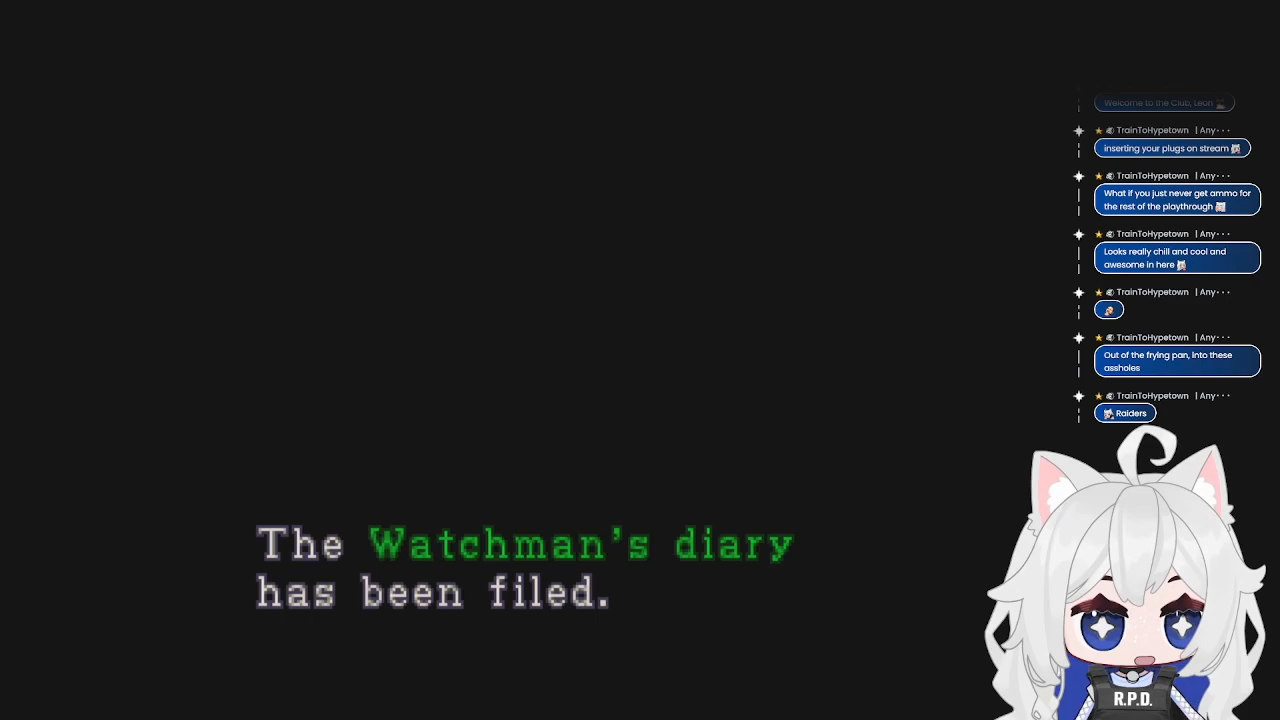 Welcome to the Club, Leon
TrainToHypetown | Any···
inserting your plugs on stream
TrainToHypetown | Any···
What if you just never get ammo for
the rest of the playthrough
TrainToHypetown | Any···
Looks really chill and cool and
awesome in here
TrainToHypetown | Any···
TrainToHypetown | Any···
Out of the frying pan, into these
assholes
TrainToHypetown | Any···
Raiders
The Watchman's diary
has been filed.
R.P.D.